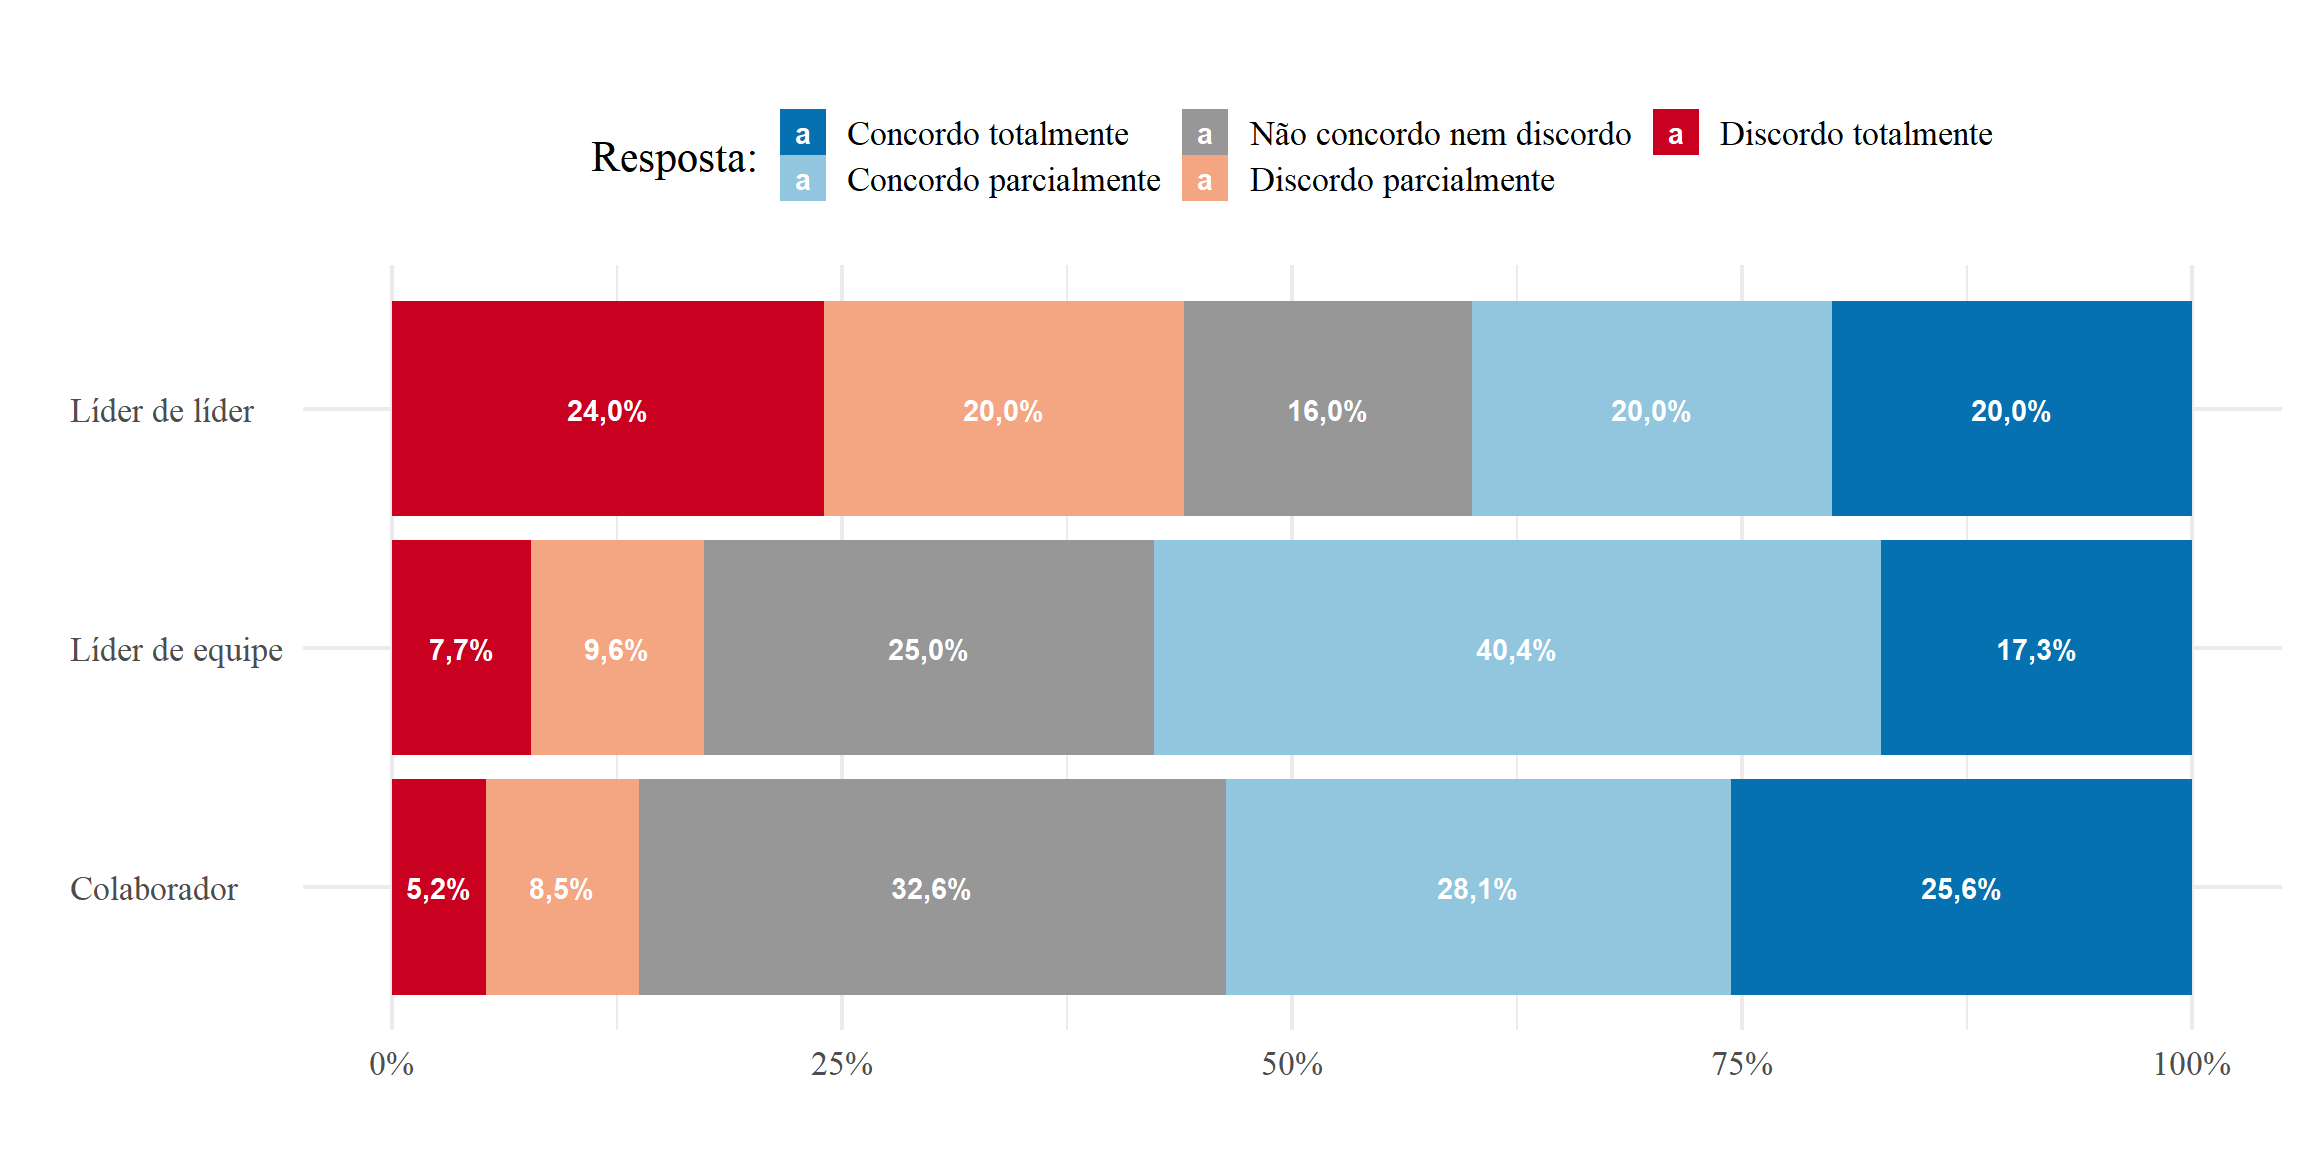 Resposta:
a Concordo totalmente a Não concordo nem discordo a Discordo totalmente
a Concordo parcialmente a Discordo parcialmente
Líder de líder 24,0% 20,0% 16,0% 20,0% 20,0%
Líder de equipe 7,7% 9,6% 25,0% 40,4% 17,3%
Colaborador 5,2% 8,5% 32,6% 28,1% 25,6%
0% 25% 50% 75% 100%